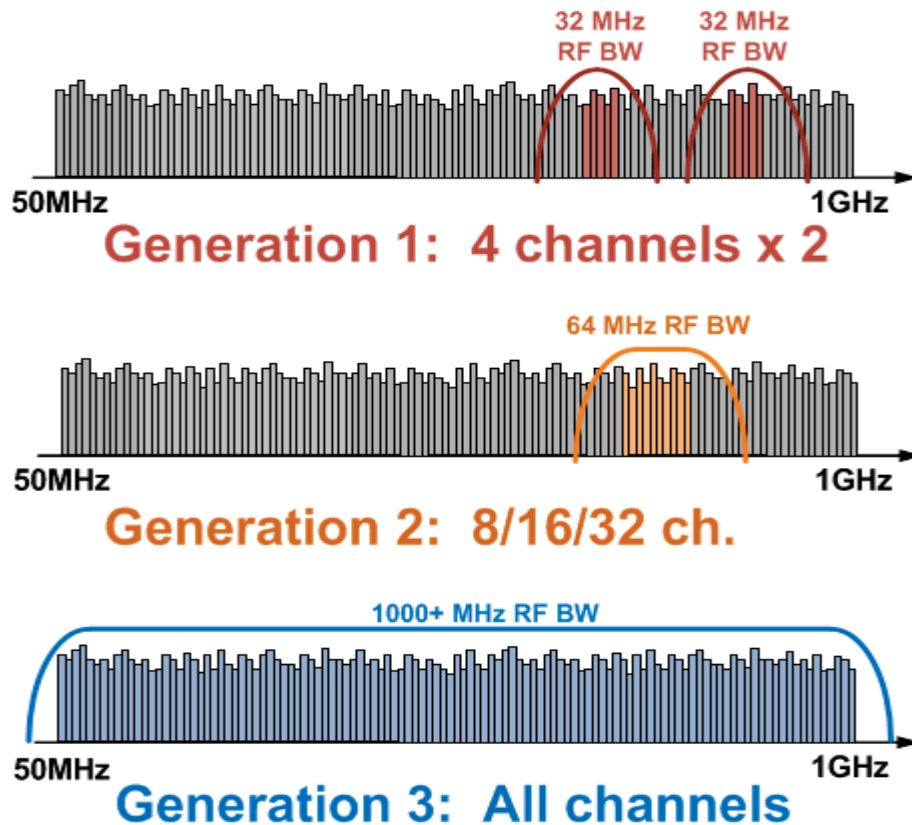 32 MHz
RF BW
32 MHz
RF BW
50MHz
1GHz
Generation 1: 4 channels x 2
64 MHz RF BW
50MHz
1GHz
Generation 2: 8/16/32 ch.
1000+ MHz RF BW
50MHz
1GHz
Generation 3: All channels